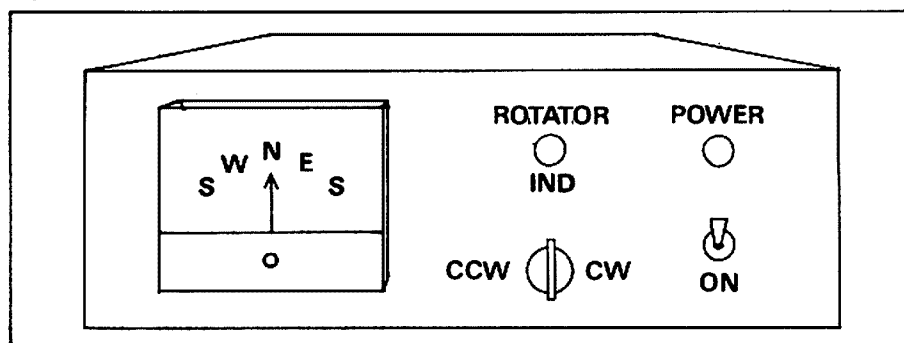 S W N E S
O
ROTATOR
IND
CCW CW
POWER
ON